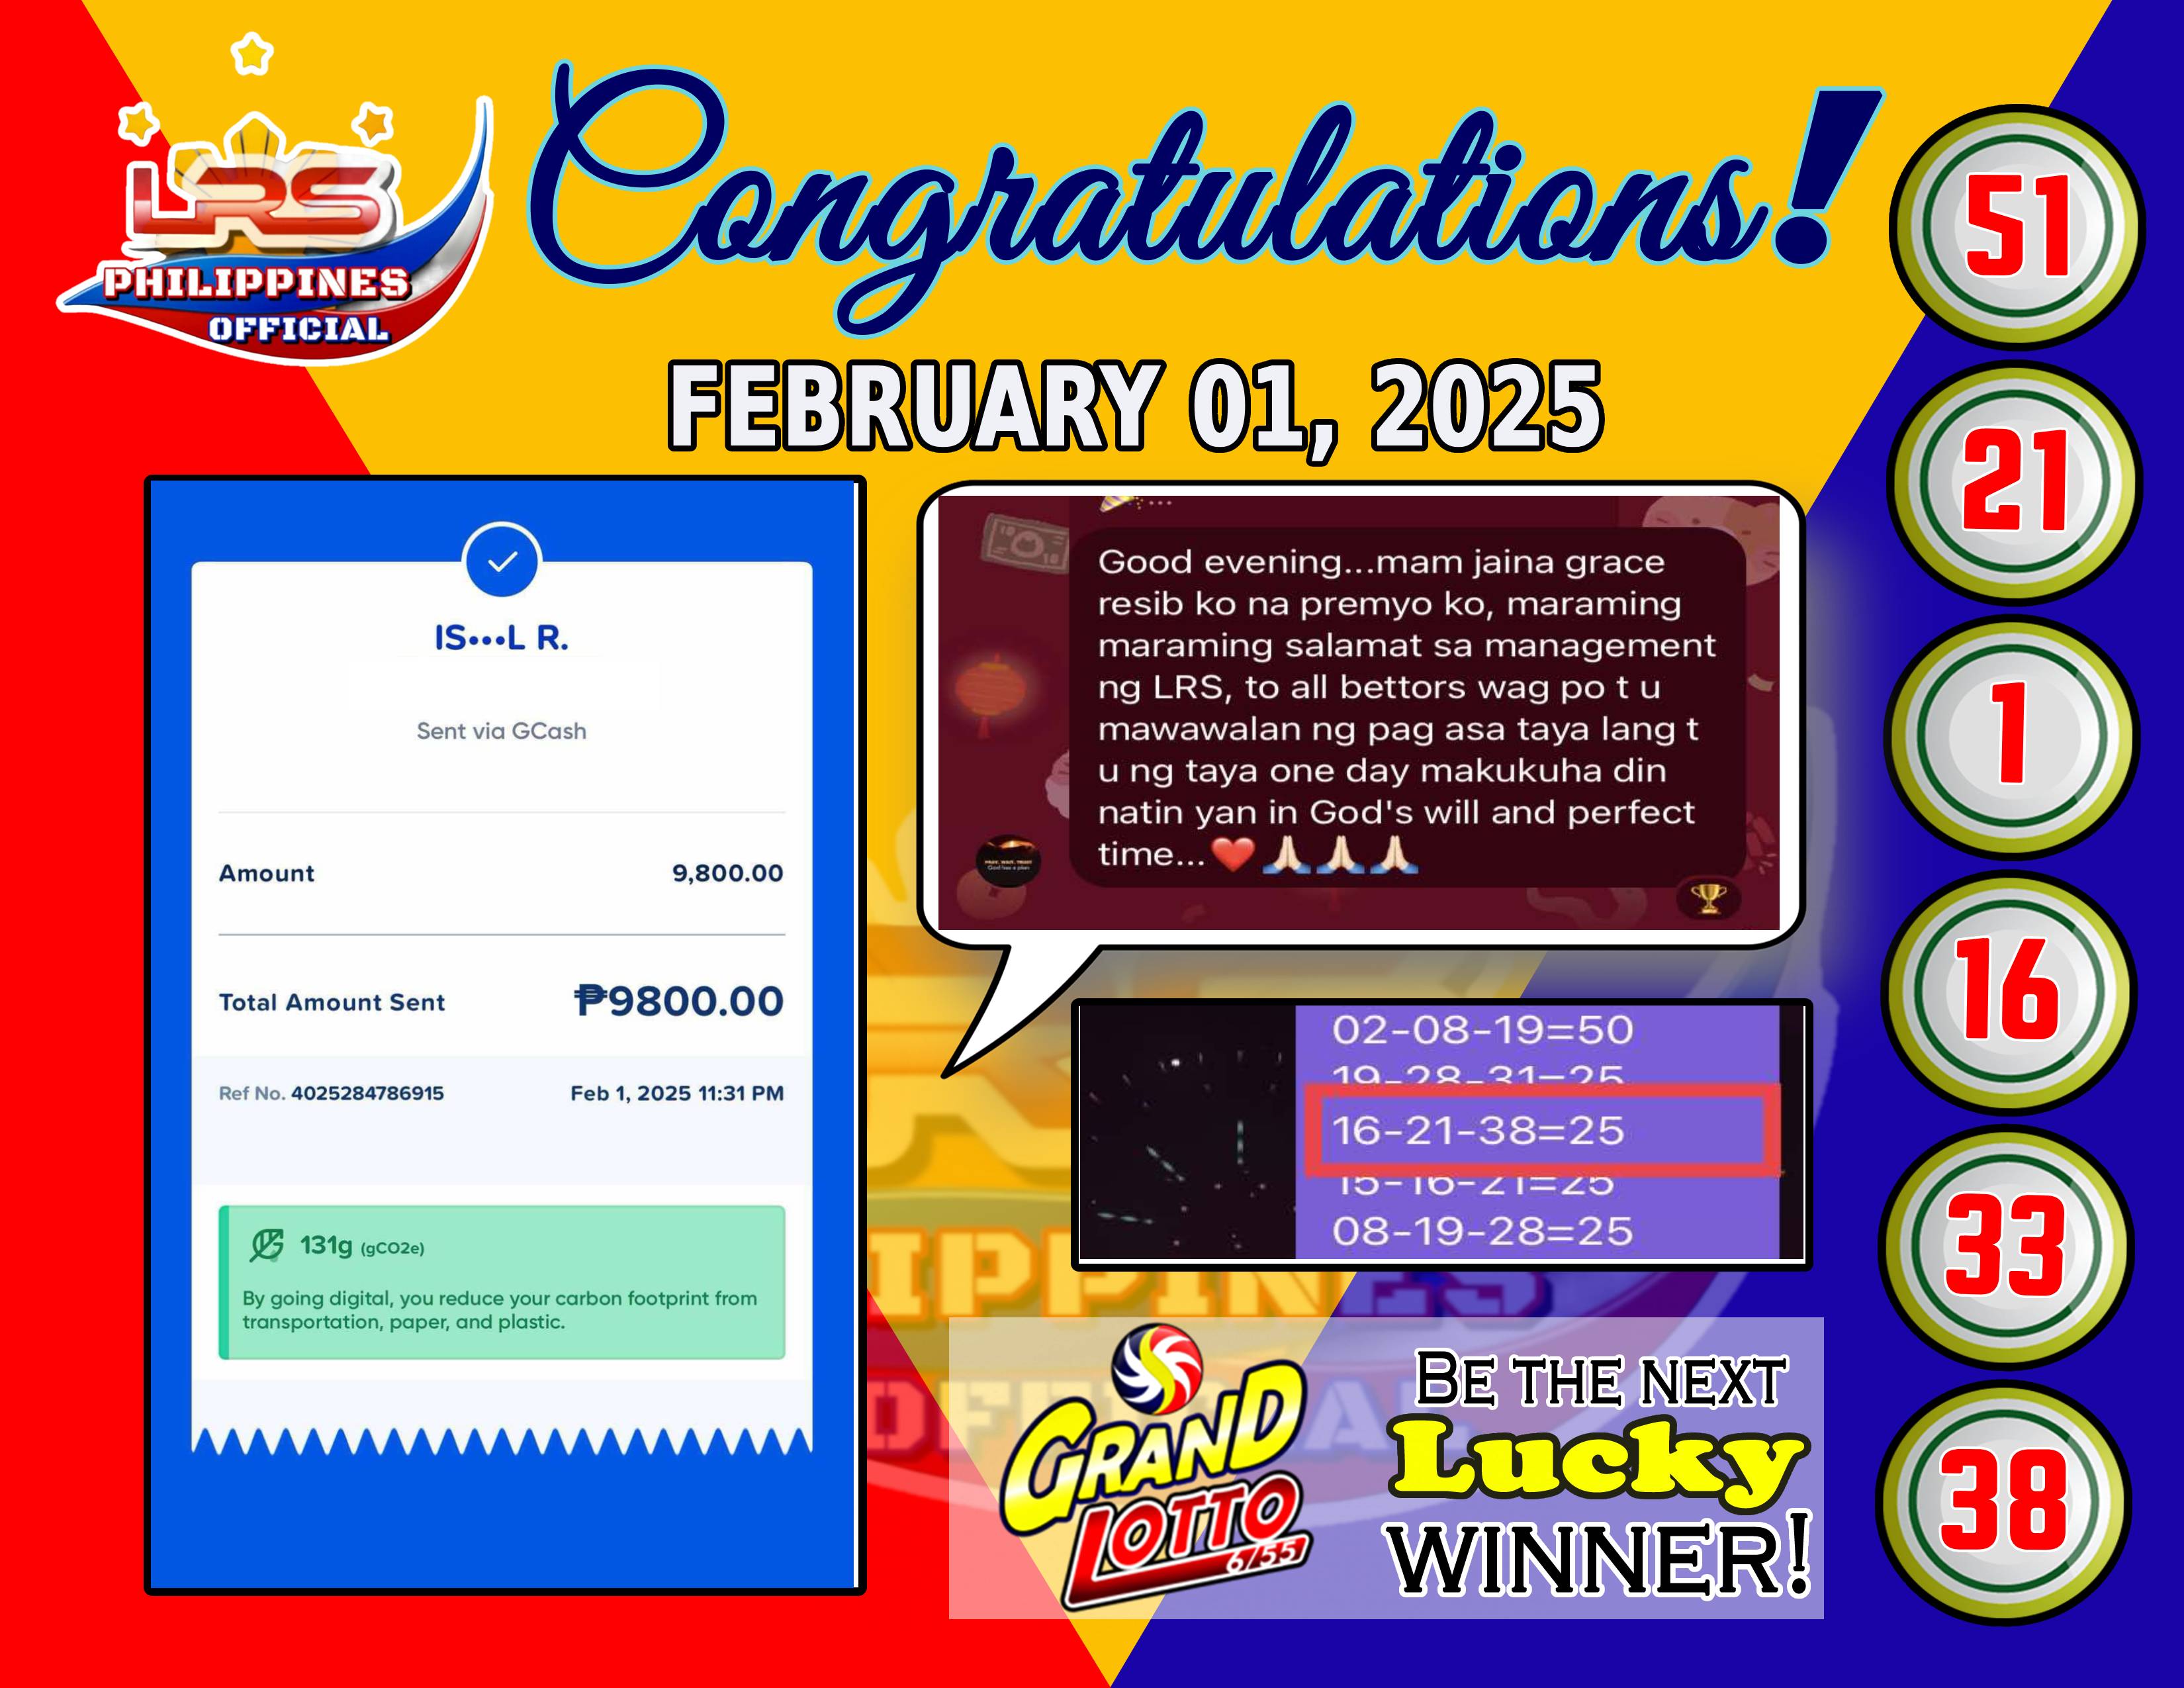 LRS
PHILIPPINES
OFFICIAL
Congratulations!
FEBRUARY 01, 2025
IS•••L R.
Sent via GCash
Amount 9,800.00
Total Amount Sent ₱9800.00
Ref No. 4025284786915 Feb 1, 2025 11:31 PM
131g (gCO2e)
By going digital, you reduce your carbon footprint from
transportation, paper, and plastic.
Good evening...mam jaina grace
resib ko na premyo ko, maraming
maraming salamat sa management
ng LRS, to all bettors wag po t u
mawawalan ng pag asa taya lang t
u ng taya one day makukuha din
natin yan in God's will and perfect
time...❤️🙏🏻🙏🏻🙏🏻
02-08-19=50
19-28-31=25
16-21-38=25
15-16-21=25
08-19-28=25
GRAND
LOTTO
6/55
BE THE NEXT
Lucky
WINNER!
51
21
1
16
33
38